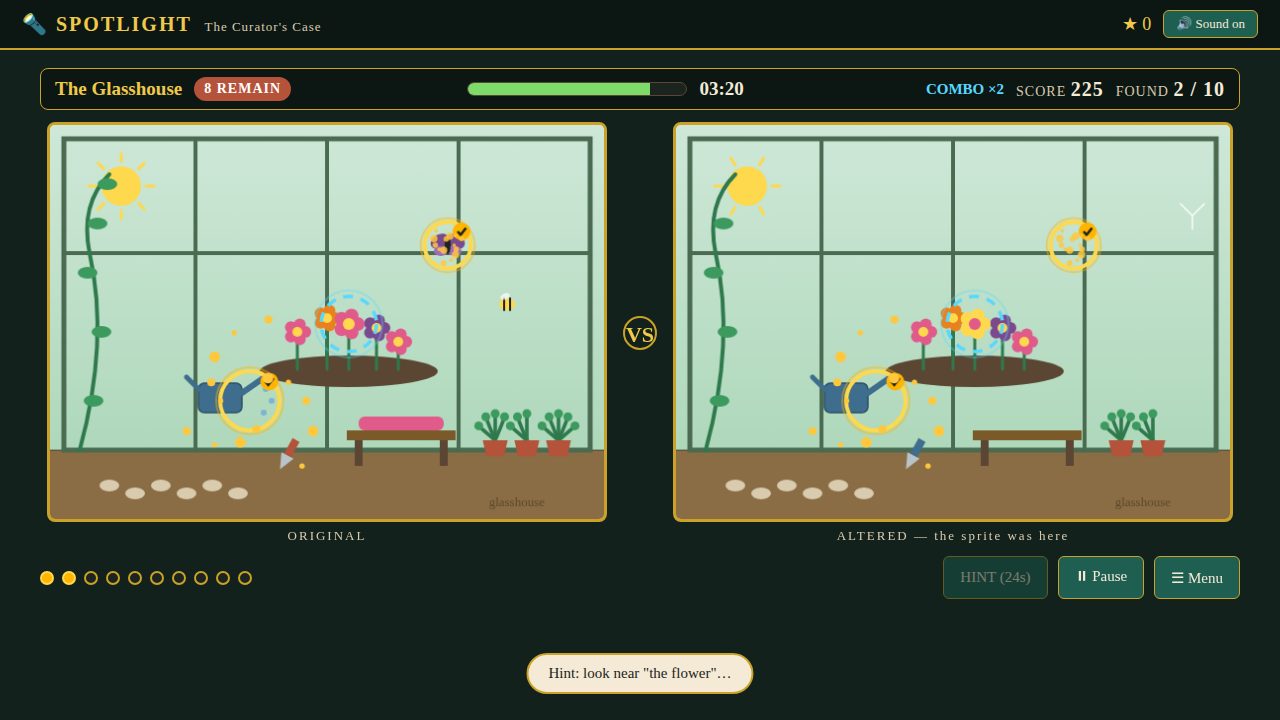 SPOTLIGHT The Curator's Case
★ 0
🔊 Sound on
The Glasshouse 8 REMAIN 03:20 COMBO ×2 SCORE 225 FOUND 2 / 10
VS
glasshouse
glasshouse
ORIGINAL
ALTERED — the sprite was here
HINT (24s)
Pause
☰ Menu
Hint: look near "the flower"…